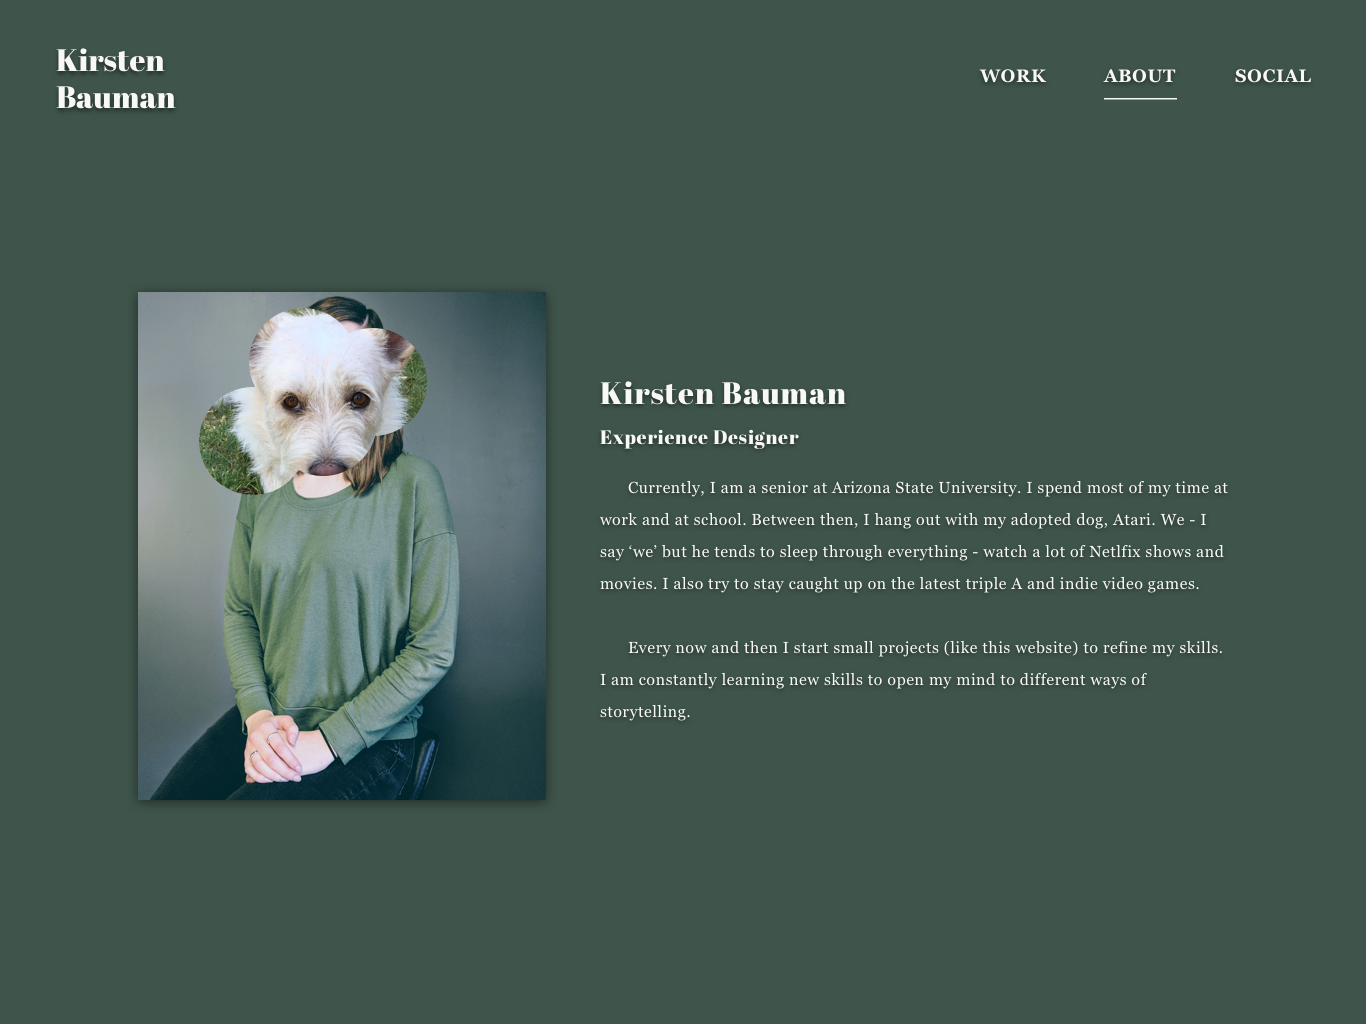 Kirsten
Bauman
WORK ABOUT SOCIAL
Kirsten Bauman
Experience Designer
Currently, I am a senior at Arizona State University. I spend most of my time at
work and at school. Between then, I hang out with my adopted dog, Atari. We - I
say ‘we’ but he tends to sleep through everything - watch a lot of Netlfix shows and
movies. I also try to stay caught up on the latest triple A and indie video games.
Every now and then I start small projects (like this website) to refine my skills.
I am constantly learning new skills to open my mind to different ways of
storytelling.